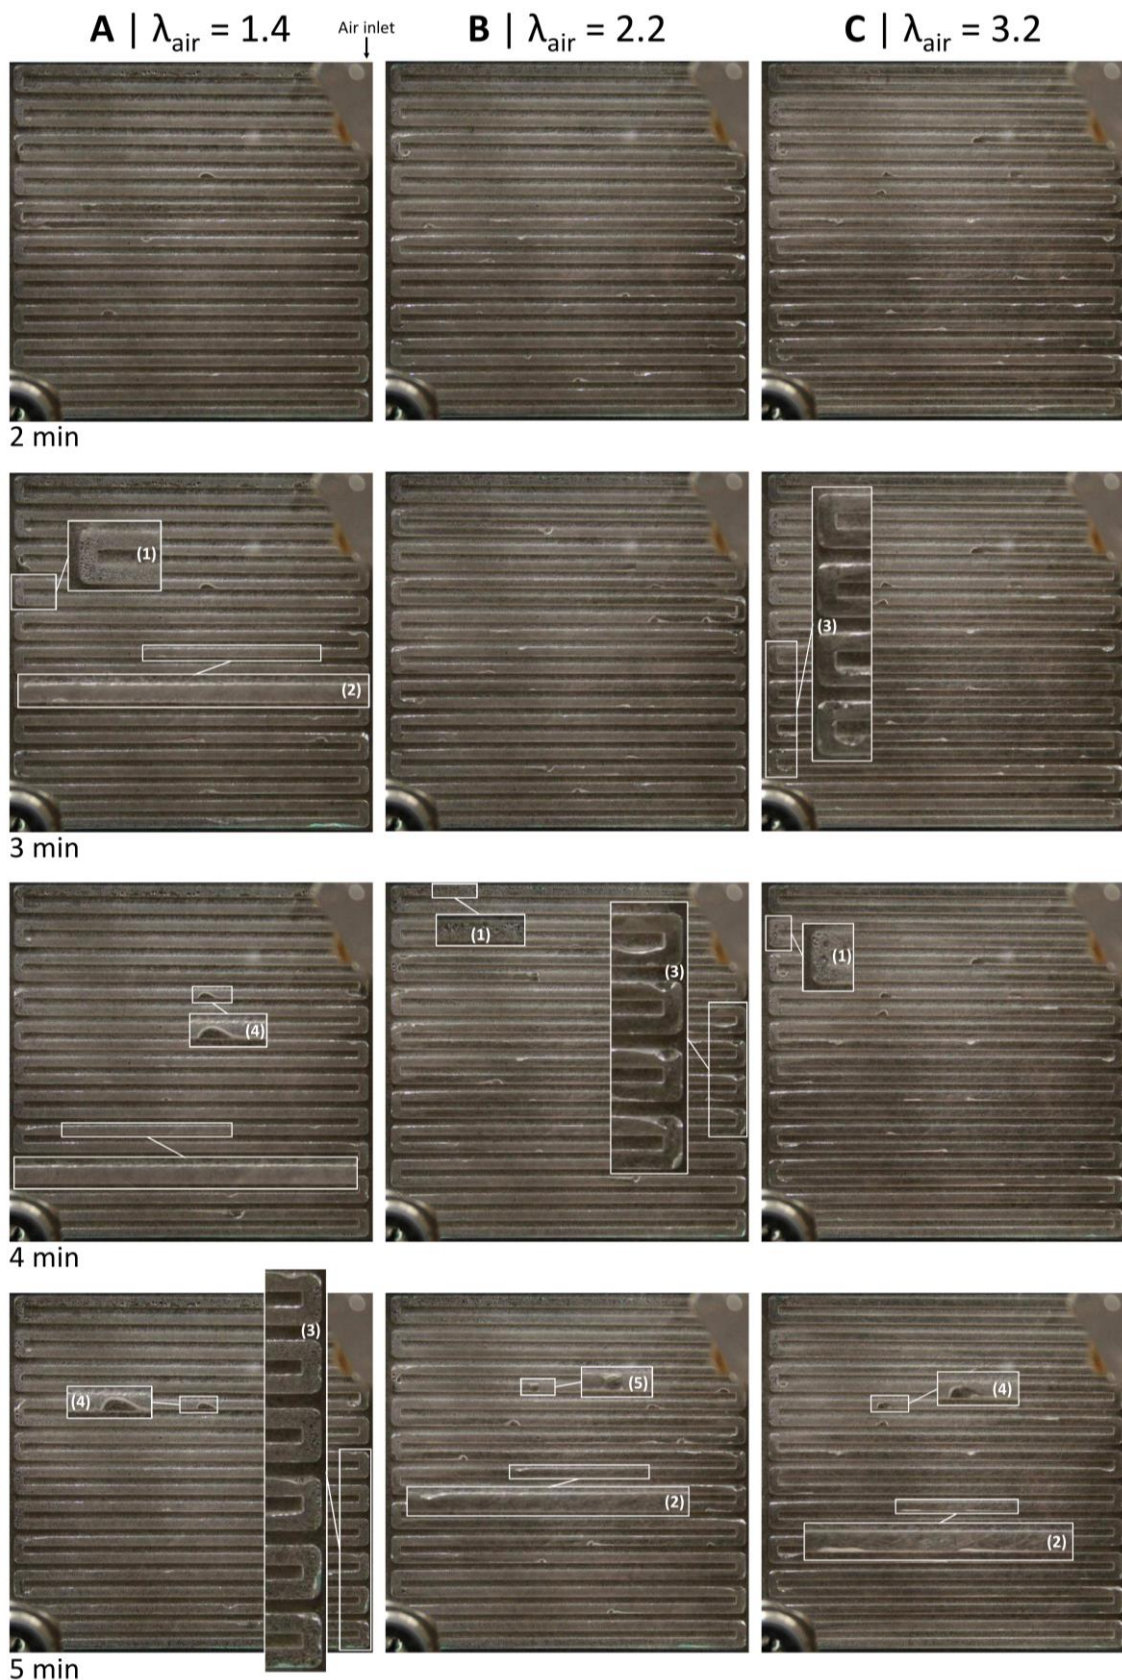 A | λair = 1.4
Air inlet
B | λair = 2.2
C | λair = 3.2
2 min
(1)
(2)
(3)
3 min
(4)
(1)
(3)
(1)
4 min
(3)
(4)
(5)
(4)
(2)
(2)
5 min